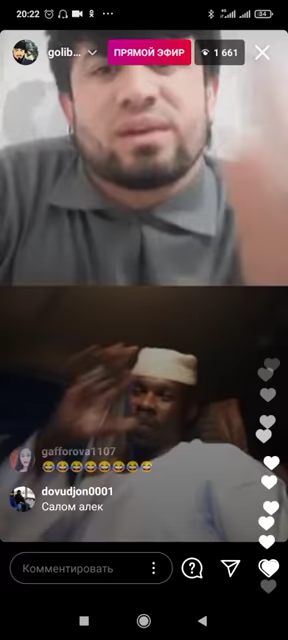 20:22
84
golib...
ПРЯМОЙ ЭФИР
1 661
gafforova1107
😂😂😂😂😂😂😂😂
dovudjon0001
Салом алек
Комментировать